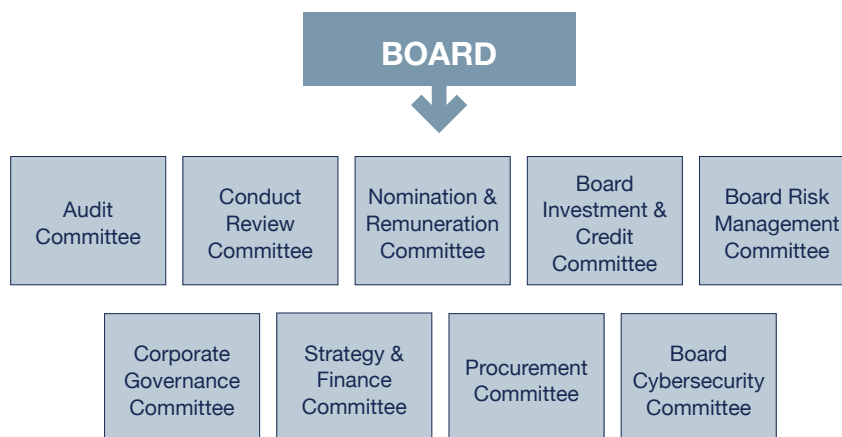 BOARD
Audit
Committee
Conduct
Review
Committee
Nomination &
Remuneration
Committee
Board
Investment &
Credit
Committee
Board Risk
Management
Committee
Corporate
Governance
Committee
Strategy &
Finance
Committee
Procurement
Committee
Board
Cybersecurity
Committee